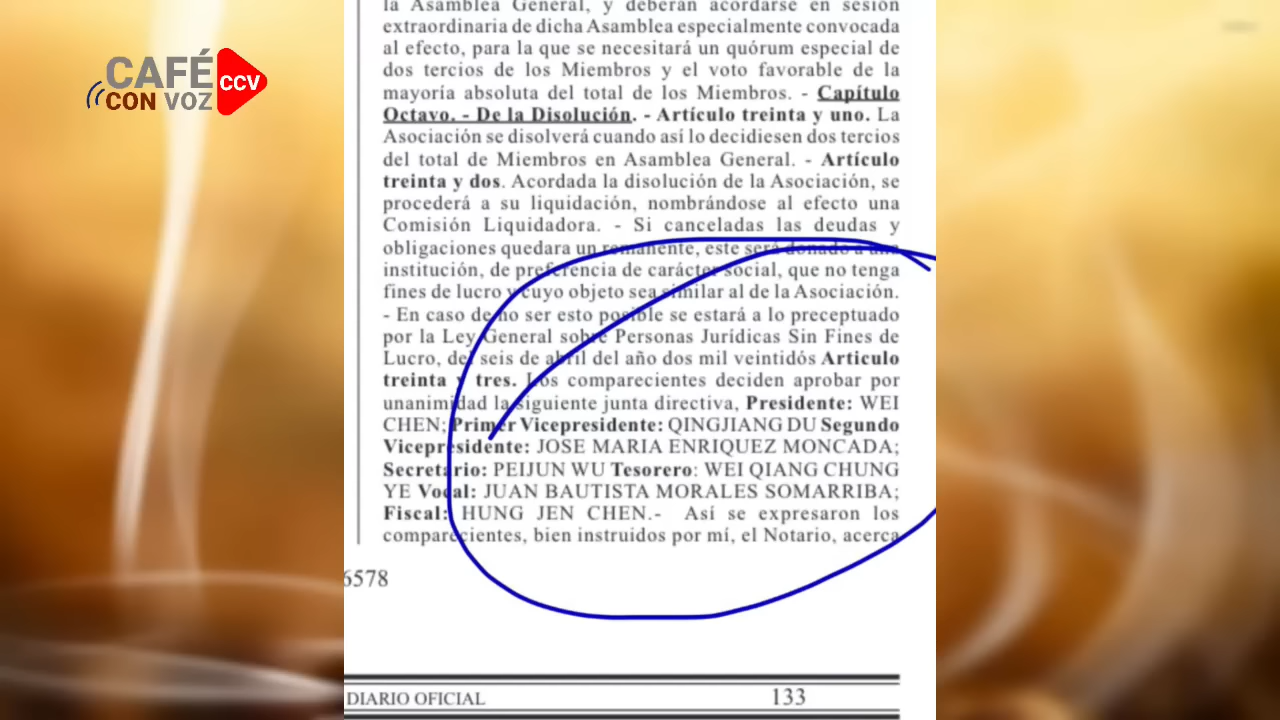 CAFÉ
CON VOZ
CCV
la Asamblea General, y deberán acordarse en sesión
extraordinaria de dicha Asamblea especialmente convocada
al efecto, para la que se necesitará un quórum especial de
dos tercios de los Miembros y el voto favorable de la
mayoría absoluta del total de los Miembros. - Capítulo
Octavo. - De la Disolución. - Artículo treinta y uno. La
Asociación se disolverá cuando así lo decidiesen dos tercios
del total de Miembros en Asamblea General. - Artículo
treinta y dos. Acordada la disolución de la Asociación, se
procederá a su liquidación, nombrándose al efecto una
Comisión Liquidadora. - Si canceladas las deudas y
obligaciones quedara un remanente, este será donado a una
institución, de preferencia de carácter social, que no tenga
fines de lucro y cuyo objeto sea similar al de la Asociación.
- En caso de no ser esto posible se estará a lo preceptuado
por la Ley General sobre Personas Jurídicas Sin Fines de
Lucro, del seis de abril del año dos mil veintidós Articulo
treinta y tres. Los comparecientes deciden aprobar por
unanimidad la siguiente junta directiva, Presidente: WEI
CHEN; Primer Vicepresidente: QINGJIANG DU Segundo
Vicepresidente: JOSE MARIA ENRIQUEZ MONCADA;
Secretario: PEIJUN WU Tesorero: WEI QIANG CHUNG
YE Vocal: JUAN BAUTISTA MORALES SOMARRIBA;
Fiscal: HUNG JEN CHEN.- Así se expresaron los
comparecientes, bien instruidos por mí, el Notario, acerca
6578
DIARIO OFICIAL 133